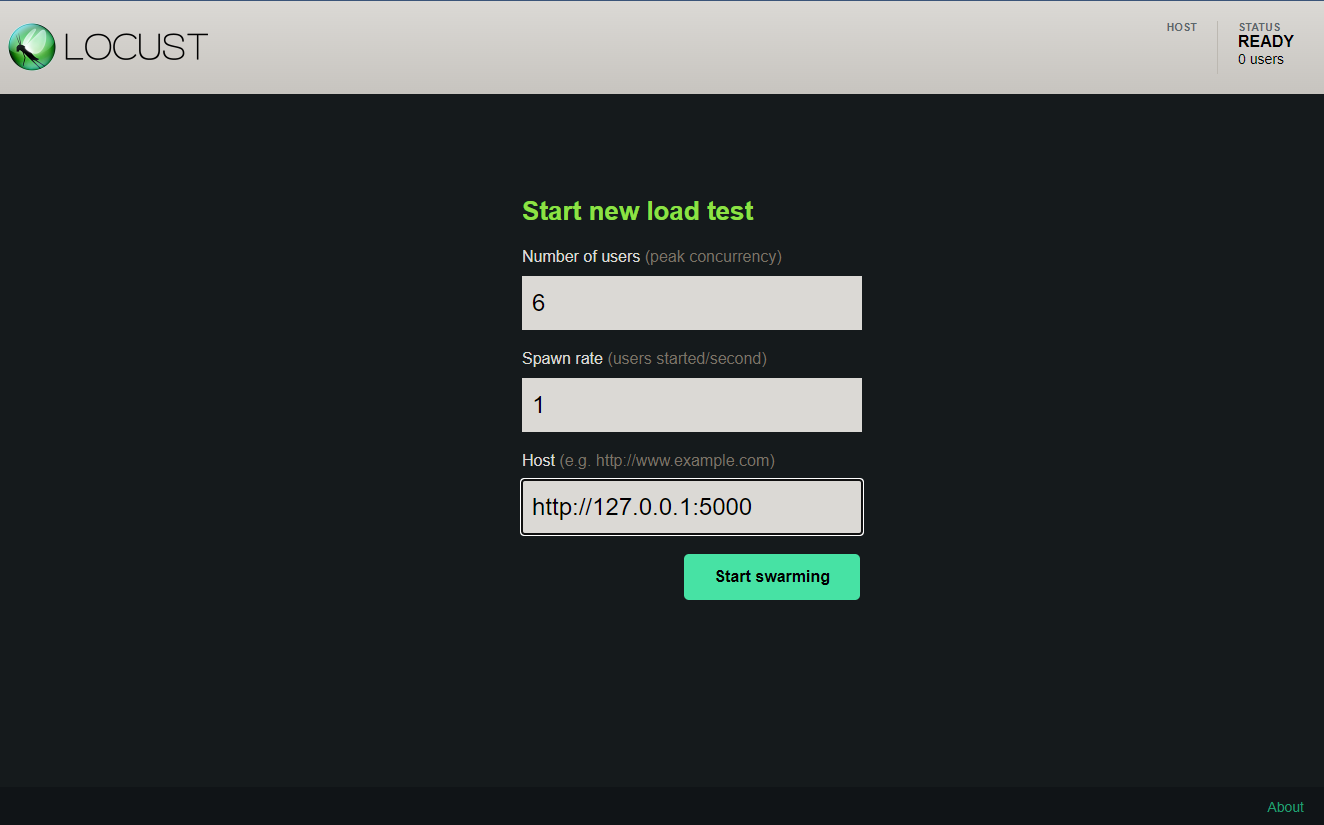 LOCUST
HOST
STATUS
READY
0 users
Start new load test
Number of users (peak concurrency)
6
Spawn rate (users started/second)
1
Host (e.g. http://www.example.com)
http://127.0.0.1:5000
Start swarming
About